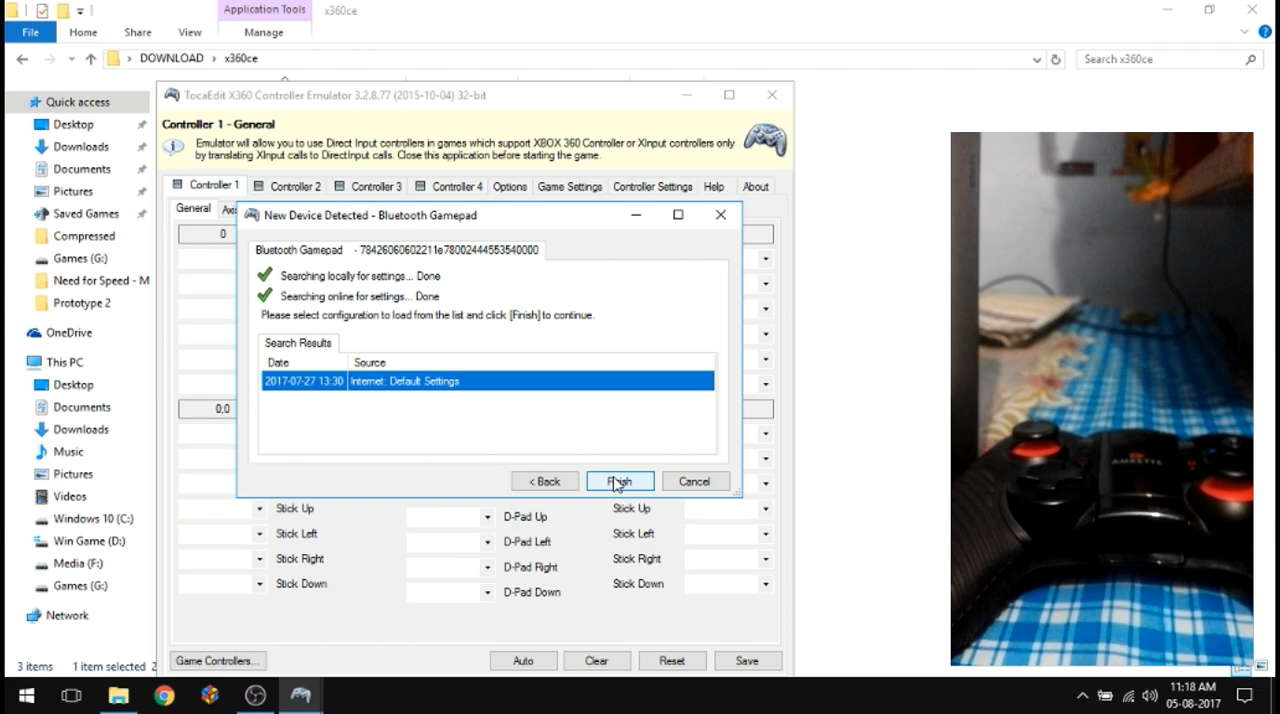 Application Tools
x360ce
File
Home
Share
View
Manage
DOWNLOAD
x360ce
Search x360ce
Quick access
Desktop
Downloads
Documents
Pictures
Saved Games
Compressed
Games (G:)
Need for Speed - M
Prototype 2
OneDrive
This PC
Desktop
Documents
Downloads
Music
Pictures
Videos
Windows 10 (C:)
Win Game (D:)
Media (F:)
Games (G:)
Network
3 items
1 item selected 2
TocaEdit X360 Controller Emulator 3.2.8.77 (2015-10-04) 32-bit
Controller 1 - General
Emulator will allow you to use Direct Input controllers in games which support XBOX 360 Controller or XInput controllers only
by translating XInput calls to DirectInput calls. Close this application before starting the game.
Controller 1
Controller 2
Controller 3
Controller 4
Options
Game Settings
Controller Settings
Help
About
General
0
0;0
New Device Detected - Bluetooth Gamepad
Bluetooth Gamepad - 78426060602211e78002444553540000
Searching locally for settings... Done
Searching online for settings... Done
Please select configuration to load from the list and click [Finish] to continue.
Search Results
Date
Source
2017-07-27 13:30
Internet: Default Settings
< Back
Finish
Cancel
Stick Up
D-Pad Up
Stick Up
Stick Left
D-Pad Left
Stick Left
Stick Right
D-Pad Right
Stick Right
Stick Down
D-Pad Down
Stick Down
Game Controllers...
Auto
Clear
Reset
Save
AMKETTE
11:18 AM
05-08-2017